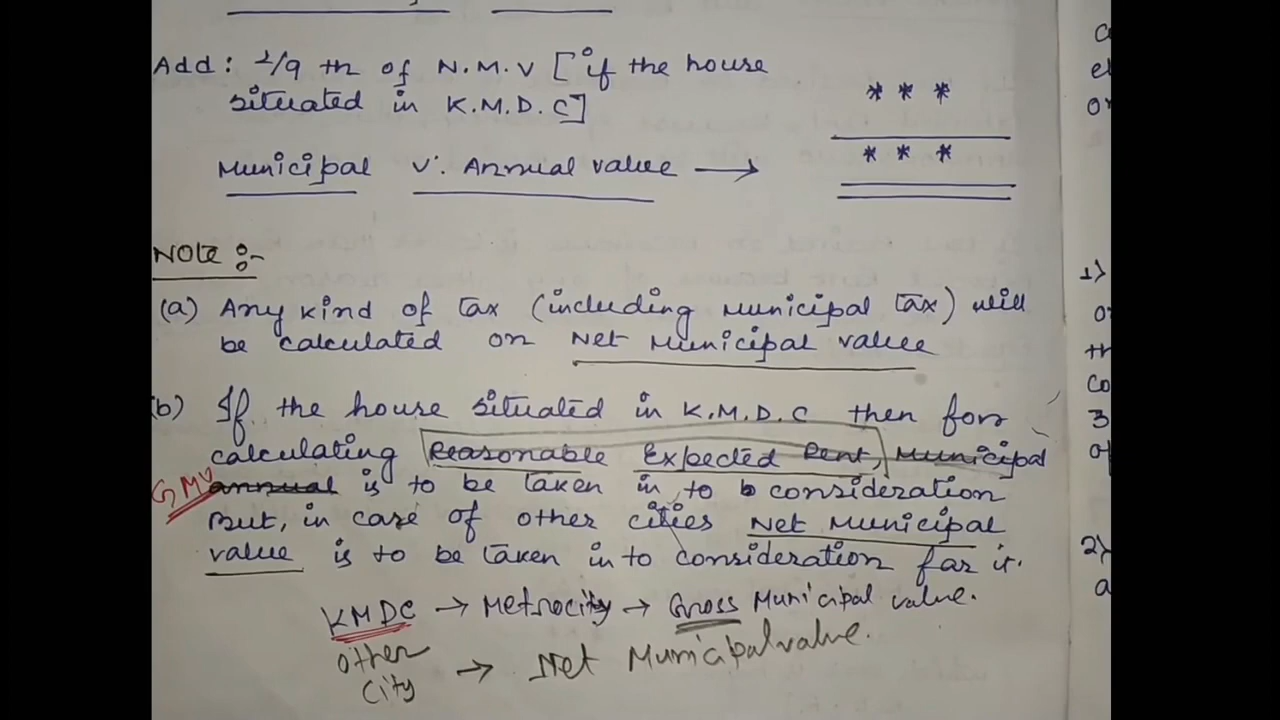 Add: 1/9 th of N.M.V [if the house
situated in K.M.D.C]
* * *
Municipal V. Annual value →
* * *
Note :-
(a) Any kind of tax (including Municipal Tax) will
be calculated on Net Municipal value
(b) If the house situated in K.M.D.C then for
calculating Reasonable Expected Rent, Municipal
GMV annual is to be taken in to b consideration
But, in case of other cities Net Municipal
value is to be taken in to consideration far it.
KMDC → Metrocity → Gross Municipal value.
Other City → Net Municipal value.
1)
3
2)
a